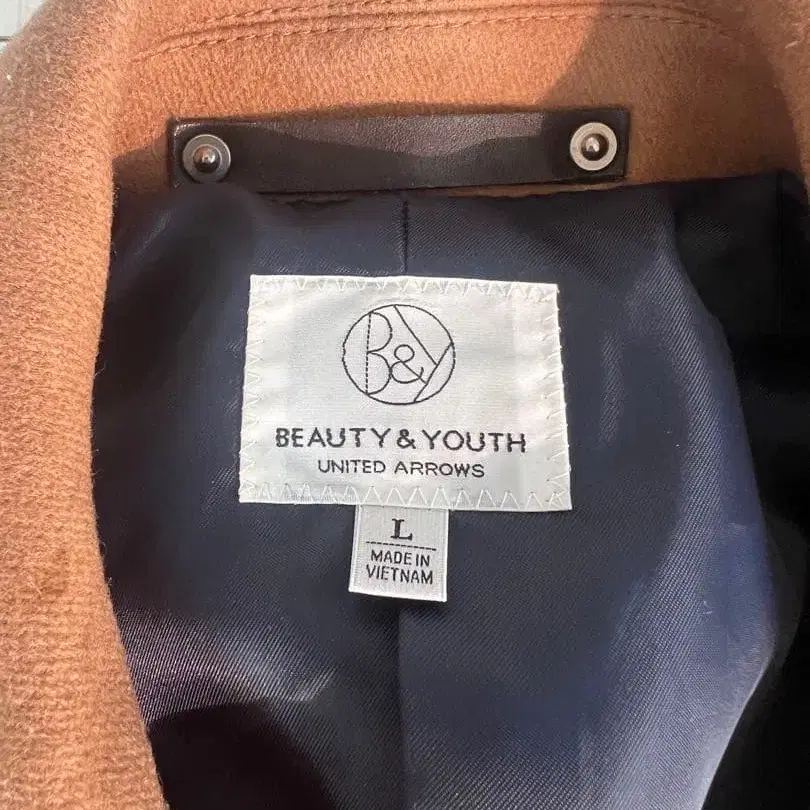 B&Y
BEAUTY & YOUTH
UNITED ARROWS
L
MADE IN
VIETNAM